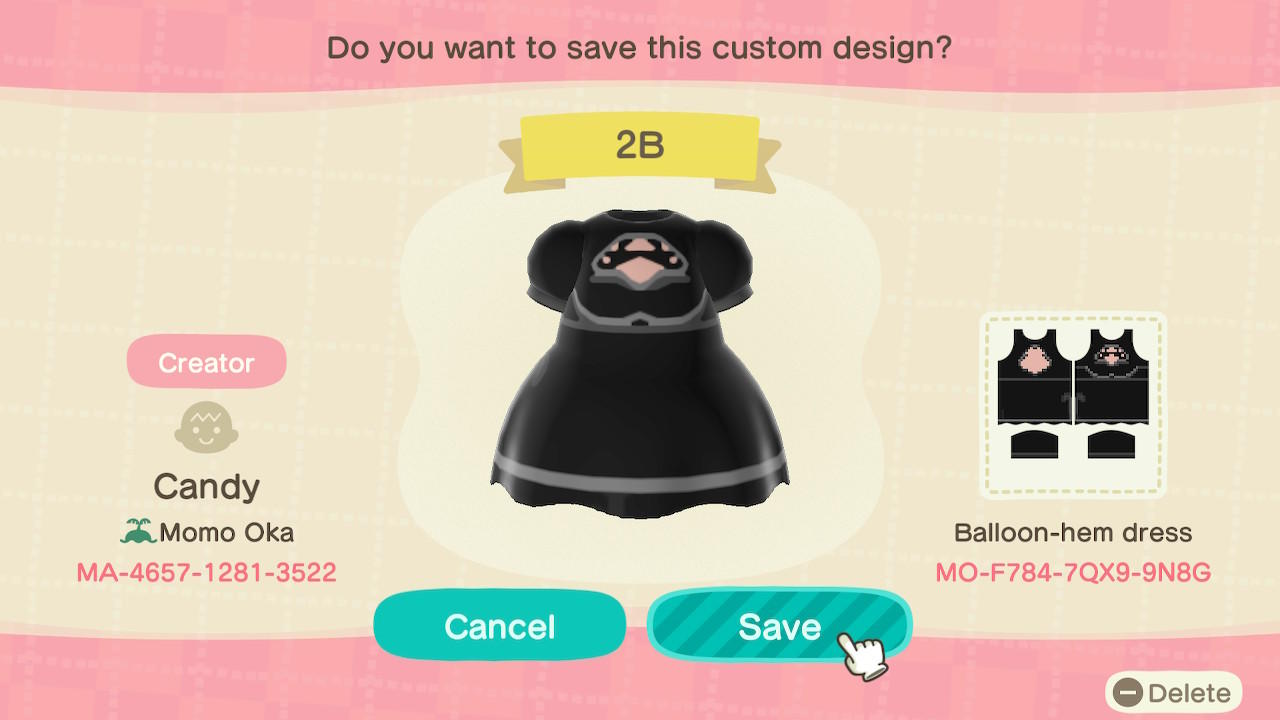 Do you want to save this custom design?
2B
Creator
Candy
Momo Oka
MA-4657-1281-3522
Balloon-hem dress
MO-F784-7QX9-9N8G
Cancel
Save
Delete